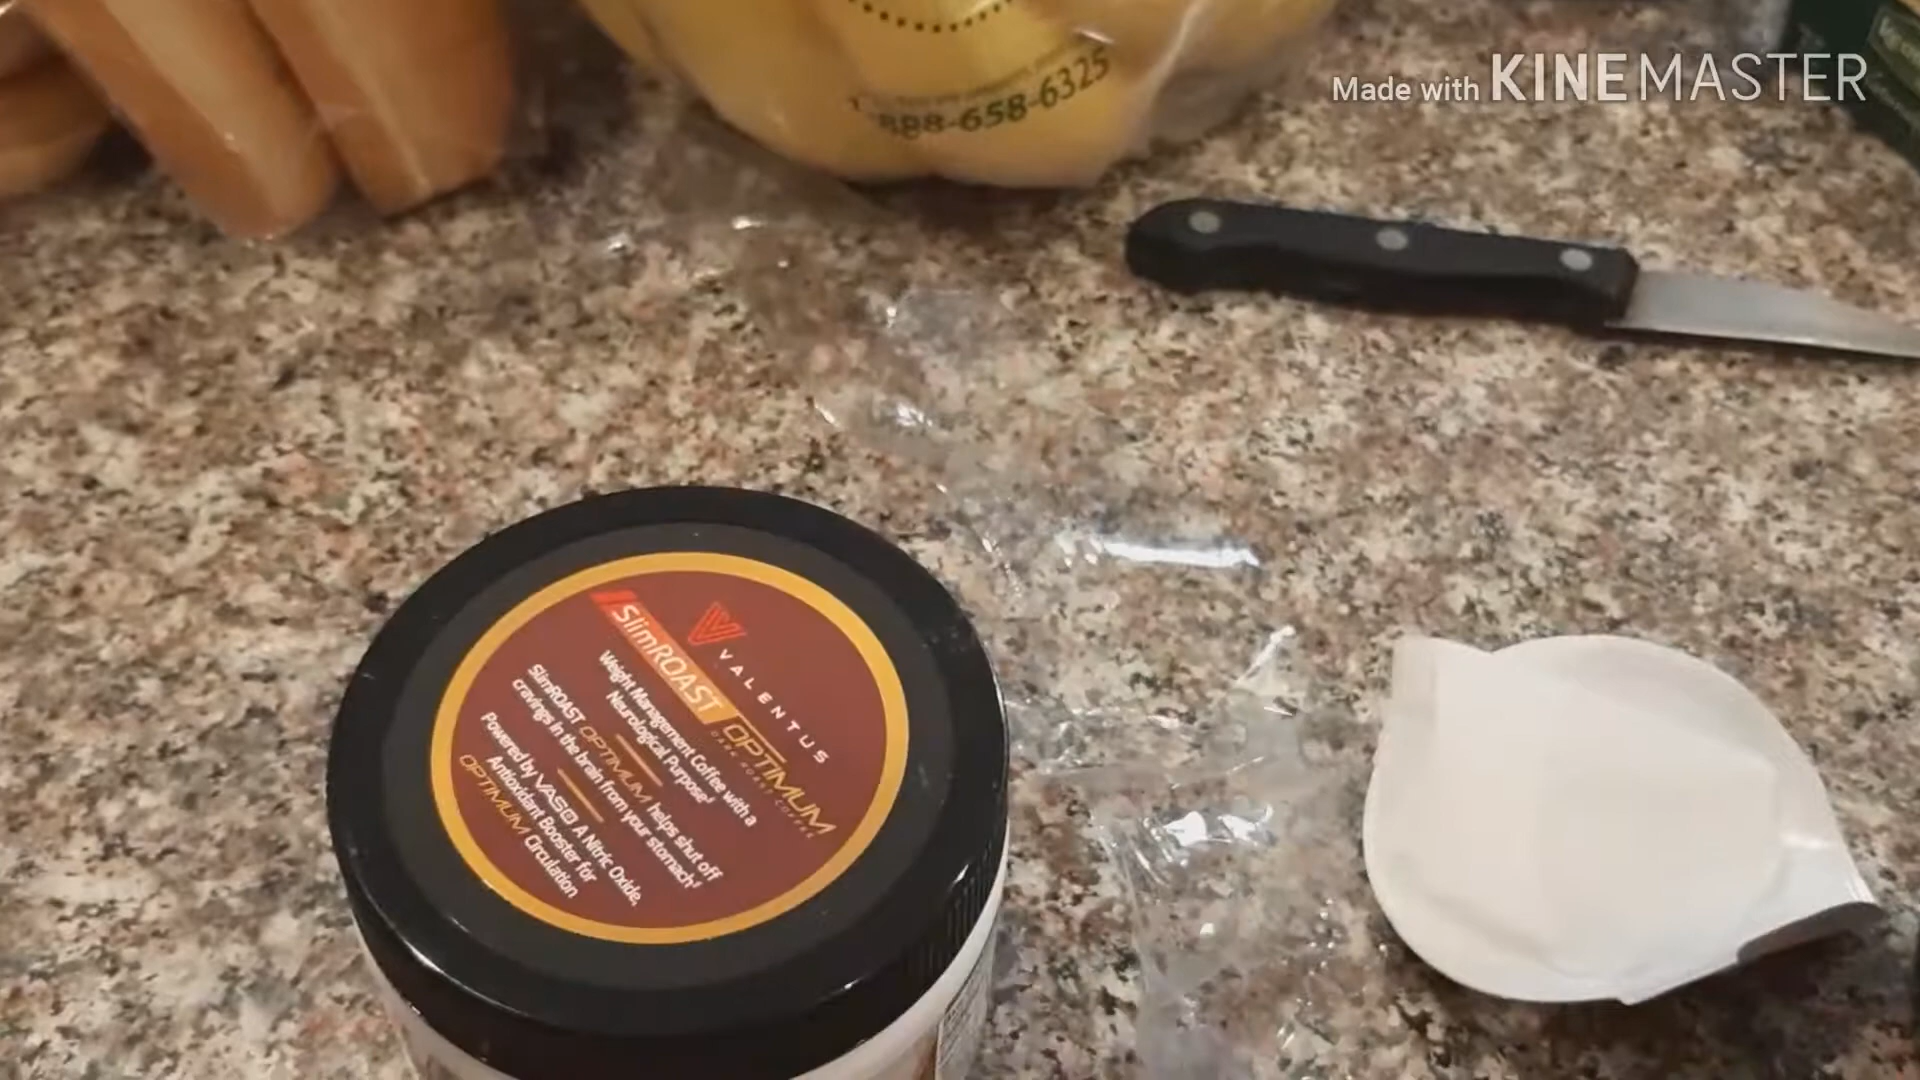 Made with KINEMASTER
1-888-658-6325
VALENTUS
SlimROAST OPTIMUM
DARK ROAST COFFEE
Weight Management Coffee with a
Neurological Purpose†
SlimROAST OPTIMUM helps shut off
cravings in the brain from your stomach†
Powered by VASO A Nitric Oxide,
Antioxidant Booster for
OPTIMUM Circulation